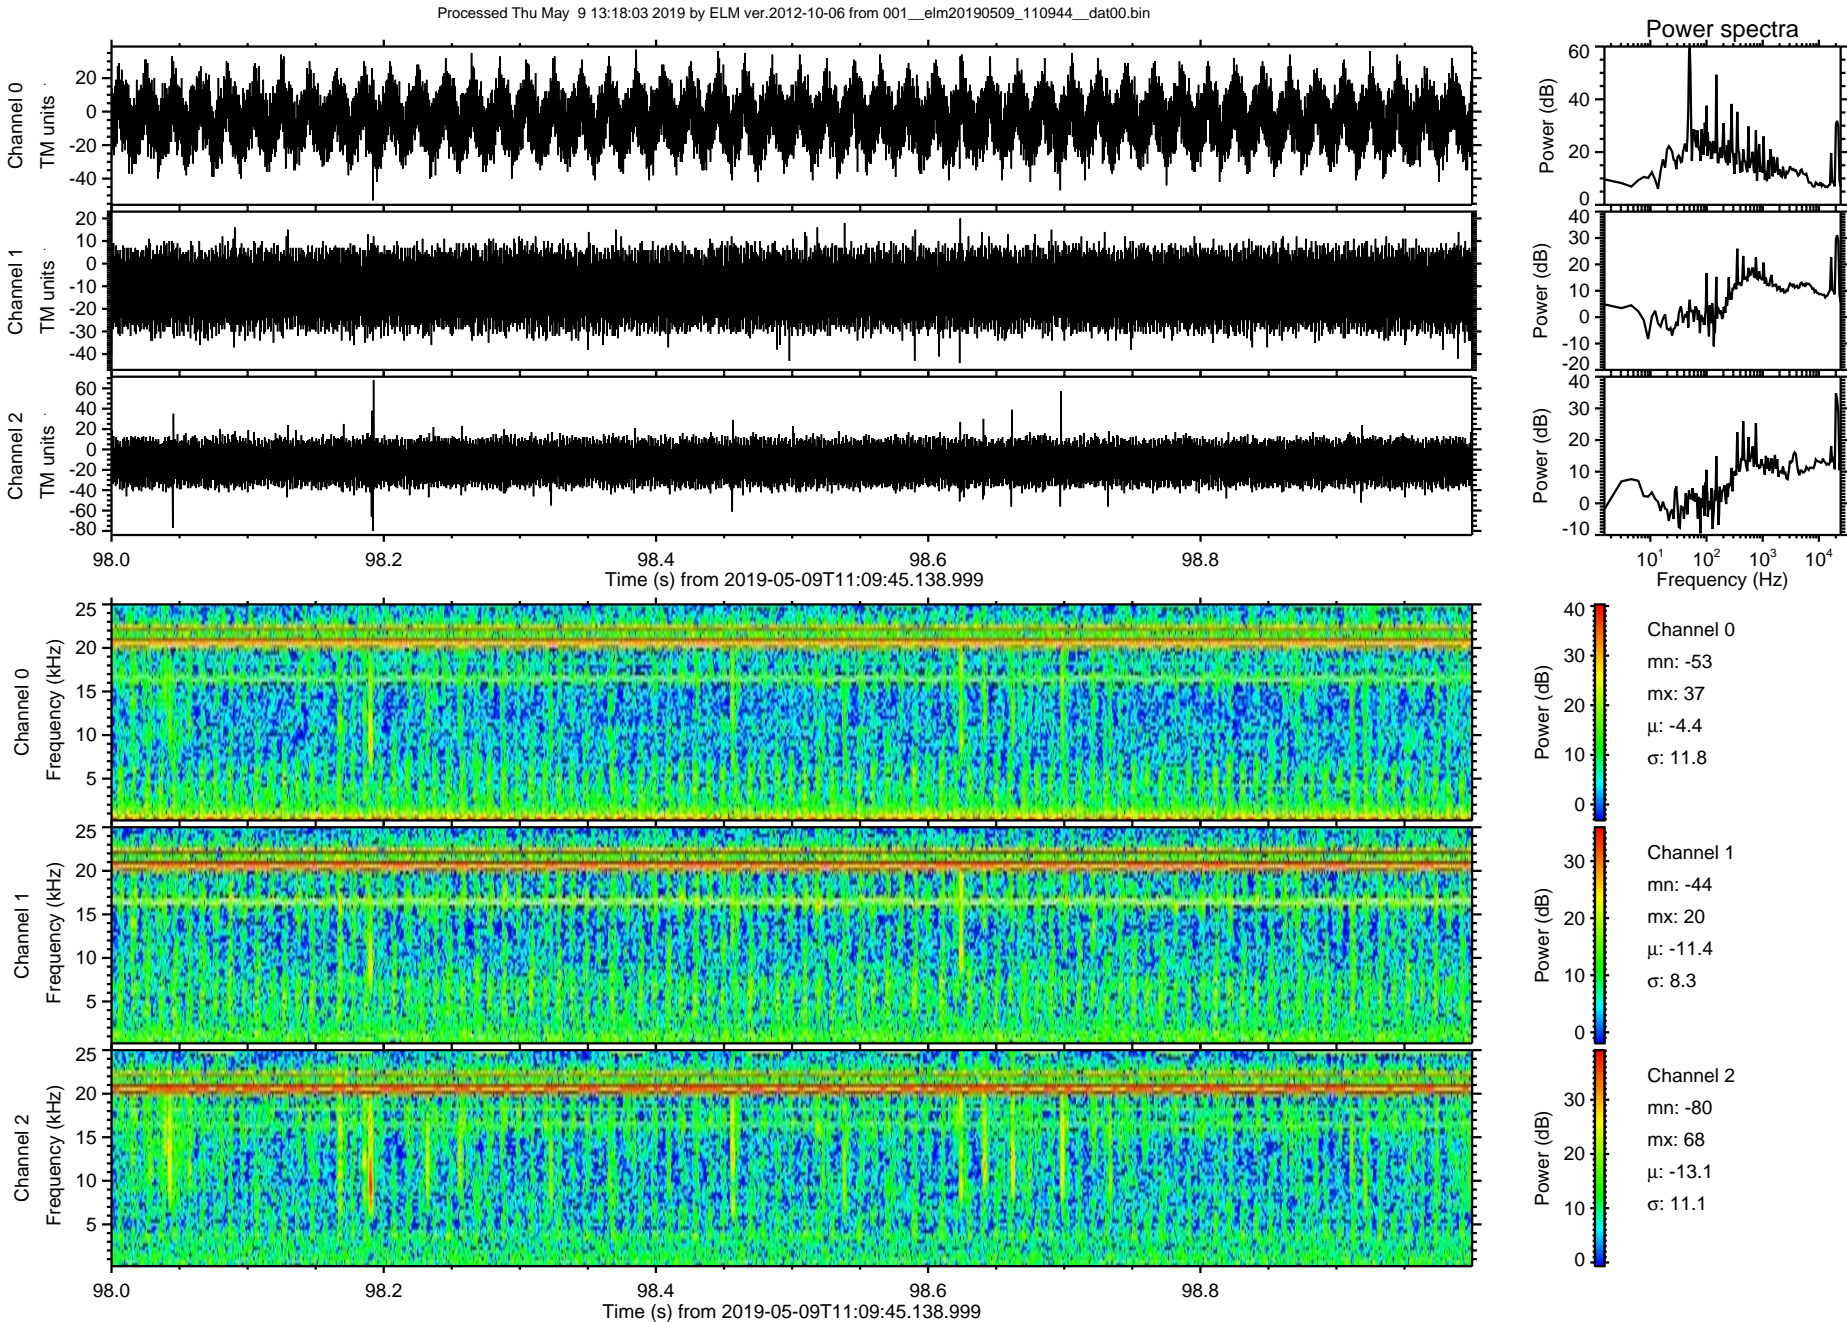 Processed Thu May  9 13:18:03 2019 by ELM ver.2012-10-06 from 001__elm20190509_110944__dat00.bin
Power spectra
Channel 0
TM units
20
0
-20
-40
Power (dB)
60
40
20
0
Channel 1
TM units
20
10
0
-10
-20
-30
-40
Power (dB)
40
30
20
10
0
-10
-20
Channel 2
TM units
60
40
20
0
-20
-40
-60
-80
Power (dB)
40
30
20
10
0
-10
98.0 98.2 98.4 98.6 98.8
Time (s) from 2019-05-09T11:09:45.138.999
10¹ 10² 10³ 10⁴
Frequency (Hz)
Channel 0
Frequency (kHz)
25
20
15
10
5
Power (dB)
40
30
20
10
0
Channel 0
mn: -53
mx: 37
μ: -4.4
σ: 11.8
Channel 1
Frequency (kHz)
25
20
15
10
5
Power (dB)
30
20
10
0
Channel 1
mn: -44
mx: 20
μ: -11.4
σ: 8.3
Channel 2
Frequency (kHz)
25
20
15
10
5
Power (dB)
30
20
10
0
Channel 2
mn: -80
mx: 68
μ: -13.1
σ: 11.1
98.0 98.2 98.4 98.6 98.8
Time (s) from 2019-05-09T11:09:45.138.999